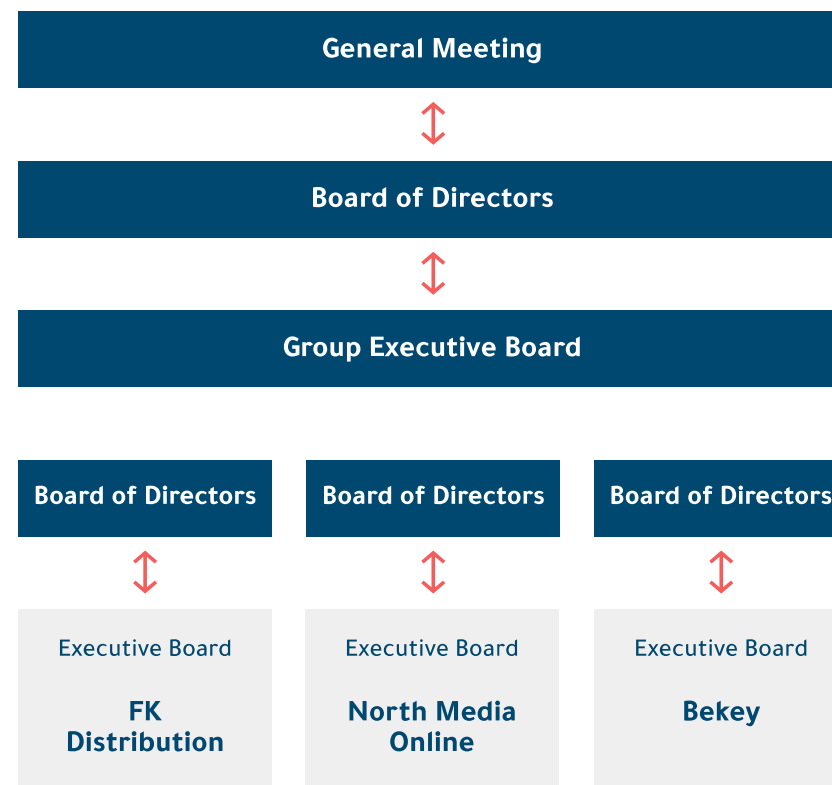 General Meeting
Board of Directors
Group Executive Board
Board of Directors
Board of Directors
Board of Directors
Executive Board
FK
Distribution
Executive Board
North Media
Online
Executive Board
Bekey